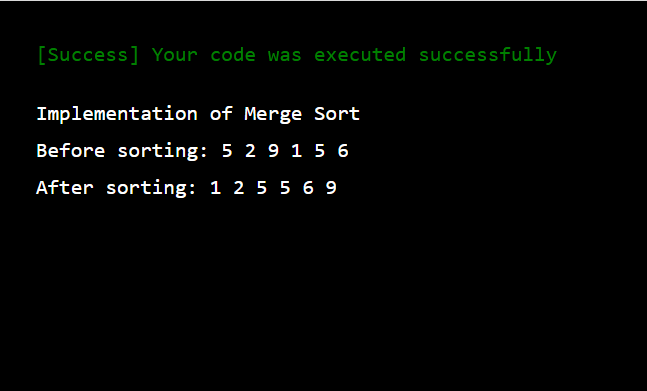 [Success] Your code was executed successfully
Implementation of Merge Sort
Before sorting: 5 2 9 1 5 6
After sorting: 1 2 5 5 6 9